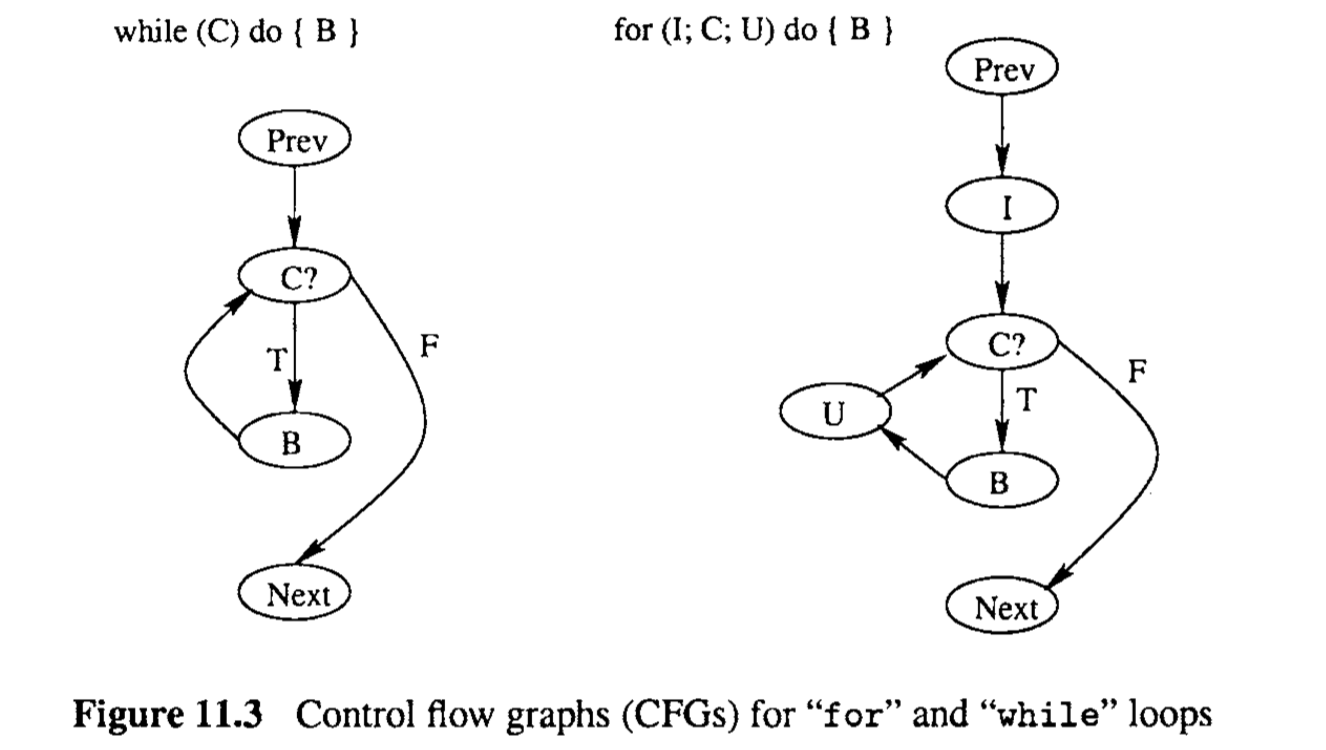 while (C) do { B }
Prev
C?
T
F
B
Next
for (I; C; U) do { B }
Prev
I
C?
F
T
U
B
Next
Figure 11.3 Control flow graphs (CFGs) for “for” and “while” loops